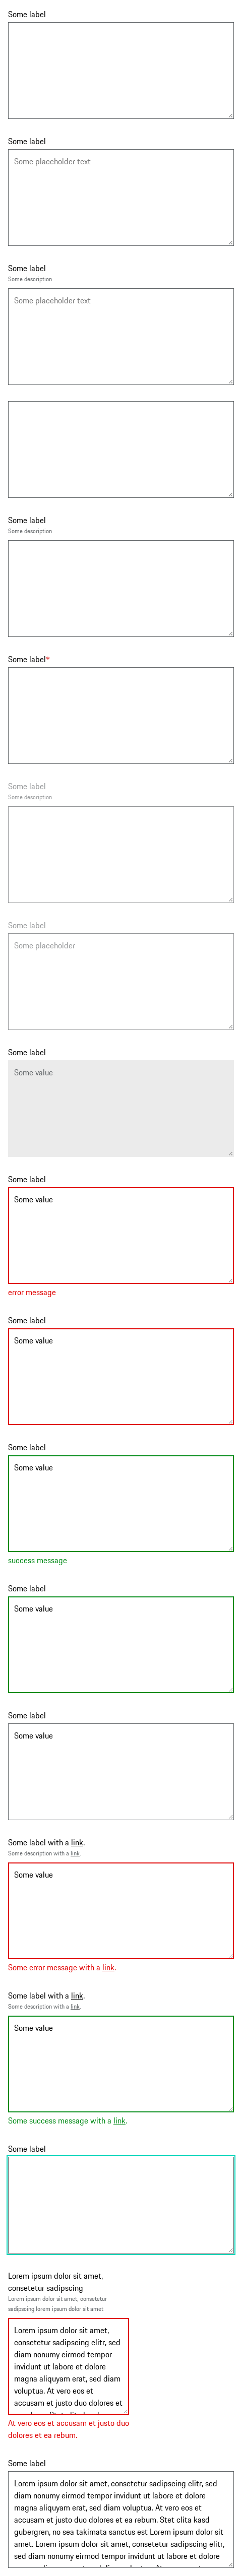 Some label
Some label
Some placeholder text
Some label
Some description
Some placeholder text
Some label
Some description
Some label*
Some label
Some description
Some label
Some placeholder
Some label
Some value
Some label
Some value
error message
Some label
Some value
Some label
Some value
success message
Some label
Some value
Some label
Some value
Some label with a link.
Some description with a link.
Some value
Some error message with a link.
Some label with a link.
Some description with a link.
Some value
Some success message with a link.
Some label
Lorem ipsum dolor sit amet,
consetetur sadipscing
Lorem ipsum dolor sit amet, consetetur
sadipscing lorem ipsum dolor sit amet
Lorem ipsum dolor sit amet,
consetetur sadipscing elitr, sed
diam nonumy eirmod tempor
invidunt ut labore et dolore
magna aliquyam erat, sed diam
voluptua. At vero eos et
accusam et justo duo dolores et
At vero eos et accusam et justo duo
dolores et ea rebum.
Some label
Lorem ipsum dolor sit amet, consetetur sadipscing elitr, sed
diam nonumy eirmod tempor invidunt ut labore et dolore
magna aliquyam erat, sed diam voluptua. At vero eos et
accusam et justo duo dolores et ea rebum. Stet clita kasd
gubergren, no sea takimata sanctus est Lorem ipsum dolor sit
amet. Lorem ipsum dolor sit amet, consetetur sadipscing elitr,
sed diam nonumy eirmod tempor invidunt ut labore et dolore